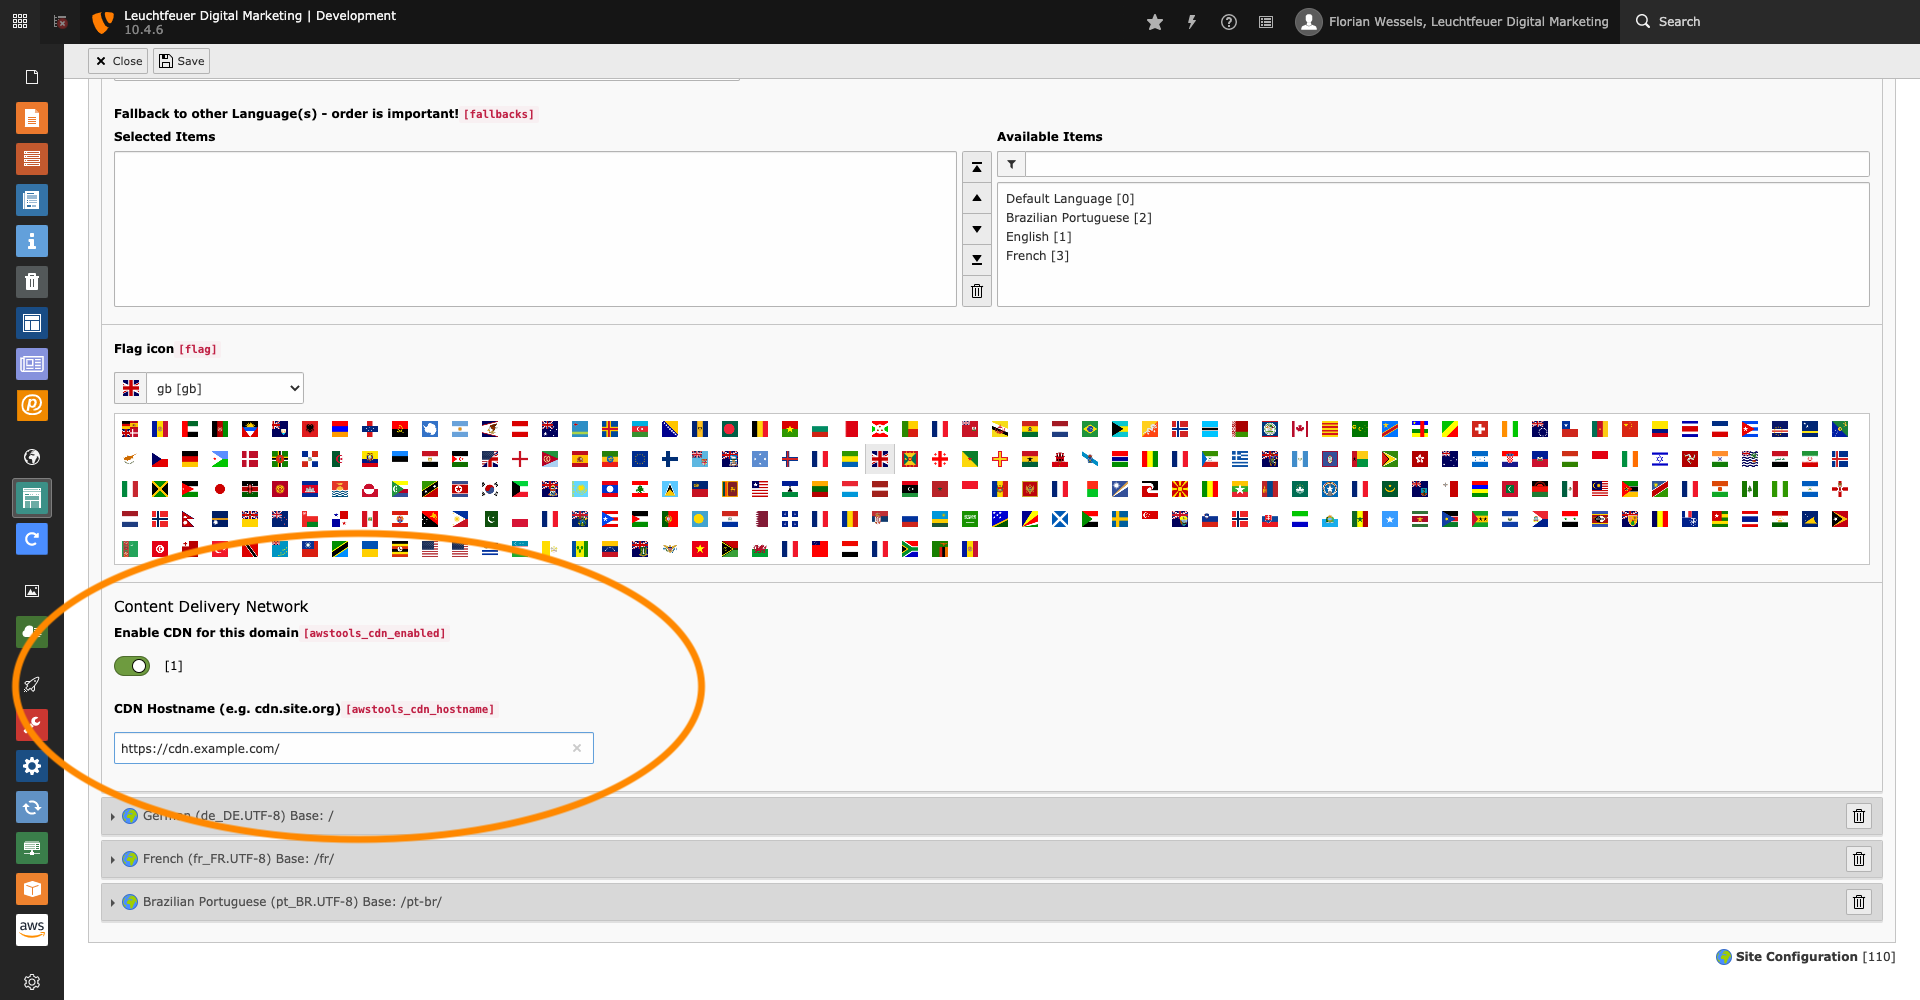 Leuchtfeuer Digital Marketing | Development
10.4.6
Florian Wessels, Leuchtfeuer Digital Marketing
Search
Close
Save
Fallback to other Language(s) - order is important! [fallbacks]
Selected Items
Available Items
Default Language [0]
Brazilian Portuguese [2]
English [1]
French [3]
Flag icon [flag]
gb [gb]
Content Delivery Network
Enable CDN for this domain [awstools_cdn_enabled]
[1]
CDN Hostname (e.g. cdn.site.org) [awstools_cdn_hostname]
https://cdn.example.com/
German (de_DE.UTF-8) Base: /
French (fr_FR.UTF-8) Base: /fr/
Brazilian Portuguese (pt_BR.UTF-8) Base: /pt-br/
aws
Site Configuration [110]